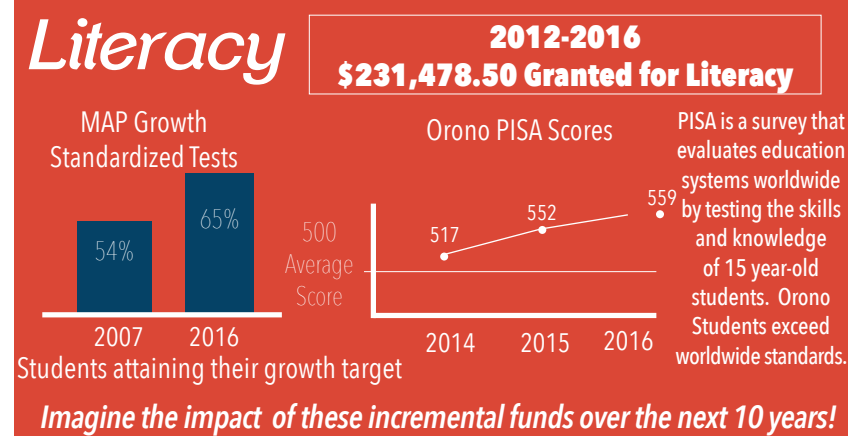 Literacy
2012-2016
$231,478.50 Granted for Literacy
MAP Growth
Standardized Tests
54%
65%
2007 2016
Students attaining their growth target
Orono PISA Scores
500
Average
Score
517
552
559
2014 2015 2016
PISA is a survey that
evaluates education
systems worldwide
by testing the skills
and knowledge
of 15 year-old
students. Orono
Students exceed
worldwide standards.
Imagine the impact of these incremental funds over the next 10 years!